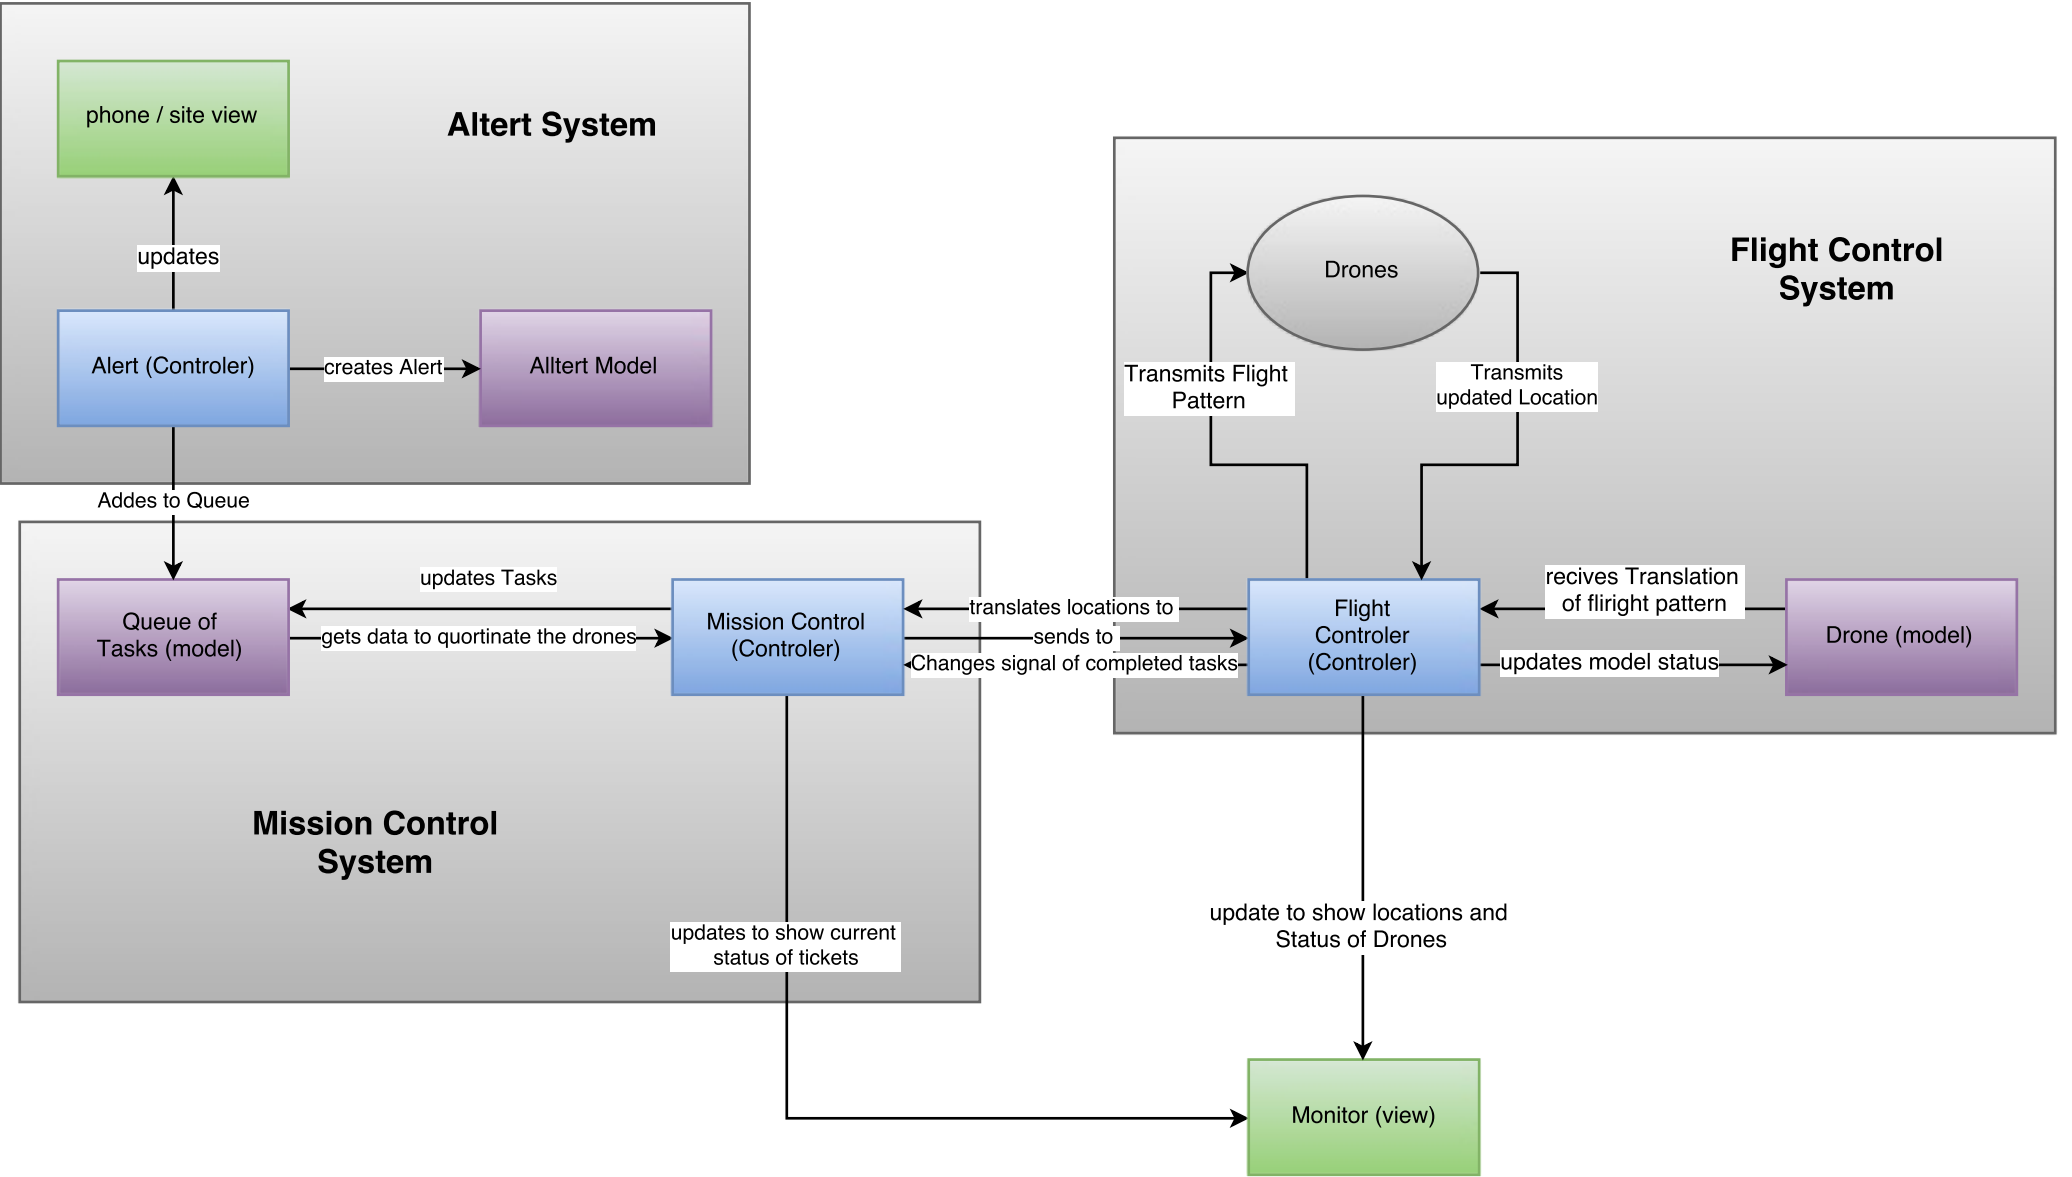 phone / site view
Altert System
updates
Alert (Controler)
creates Alert
Alltert Model
Addes to Queue
Flight Control
System
Drones
Transmits Flight
Pattern
Transmits
updated Location
Queue of
Tasks (model)
updates Tasks
gets data to quortinate the drones
Mission Control
(Controler)
translates locations to
sends to
Changes signal of completed tasks
Flight
Controler
(Controler)
recives Translation
of fliright pattern
updates model status
Drone (model)
Mission Control
System
updates to show current
status of tickets
update to show locations and
Status of Drones
Monitor (view)